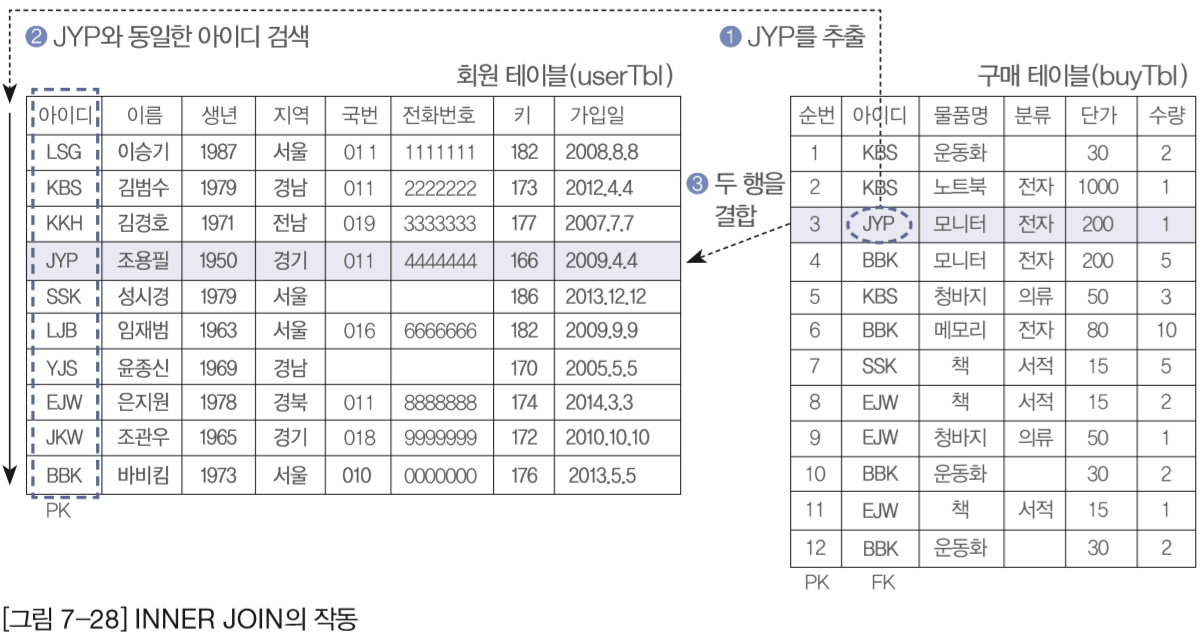 ② JYP와 동일한 아이디 검색
① JYP를 추출
회원 테이블(userTbl)
아이디 이름 생년 지역 국번 전화번호 키 가입일
LSG 이승기 1987 서울 011 1111111 182 2008.8.8
KBS 김범수 1979 경남 011 2222222 173 2012.4.4
KKH 김경호 1971 전남 019 3333333 177 2007.7.7
JYP 조용필 1950 경기 011 4444444 166 2009.4.4
SSK 성시경 1979 서울 186 2013.12.12
LJB 임재범 1963 서울 016 6666666 182 2009.9.9
YJS 윤종신 1969 경남 170 2005.5.5
EJW 은지원 1978 경북 011 8888888 174 2014.3.3
JKW 조관우 1965 경기 018 9999999 172 2010.10.10
BBK 바비킴 1973 서울 010 0000000 176 2013.5.5
PK
③ 두 행을
결합
구매 테이블(buyTbl)
순번 아이디 물품명 분류 단가 수량
1 KBS 운동화 30 2
2 KBS 노트북 전자 1000 1
3 JYP 모니터 전자 200 1
4 BBK 모니터 전자 200 5
5 KBS 청바지 의류 50 3
6 BBK 메모리 전자 80 10
7 SSK 책 서적 15 5
8 EJW 책 서적 15 2
9 EJW 청바지 의류 50 1
10 BBK 운동화 30 2
11 EJW 책 서적 15 1
12 BBK 운동화 30 2
PK FK
[그림 7-28] INNER JOIN의 작동